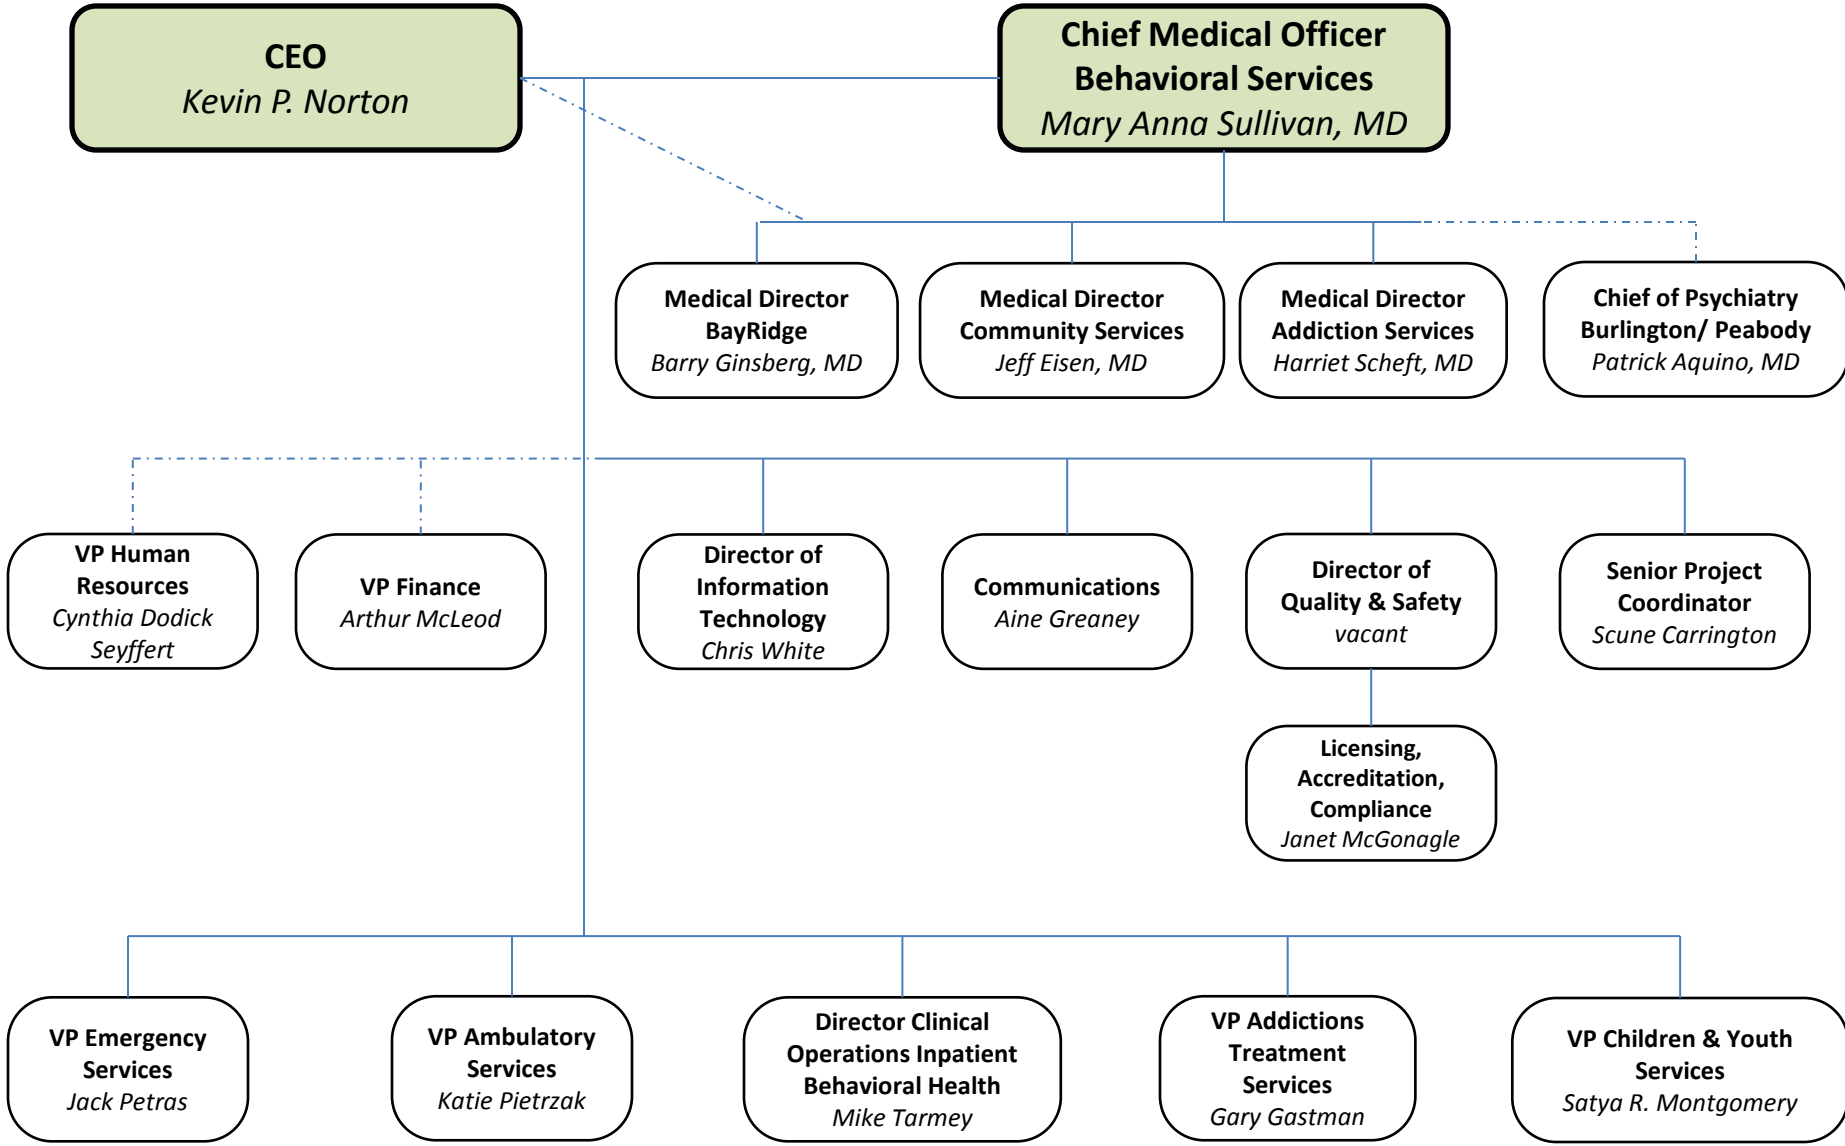 CEO
Kevin P. Norton
Chief Medical Officer
Behavioral Services
Mary Anna Sullivan, MD
Medical Director
BayRidge
Barry Ginsberg, MD
Medical Director
Community Services
Jeff Eisen, MD
Medical Director
Addiction Services
Harriet Scheft, MD
Chief of Psychiatry
Burlington/ Peabody
Patrick Aquino, MD
VP Human
Resources
Cynthia Dodick
Seyffert
VP Finance
Arthur McLeod
Director of
Information
Technology
Chris White
Communications
Aine Greaney
Director of
Quality & Safety
vacant
Senior Project
Coordinator
Scune Carrington
Licensing,
Accreditation,
Compliance
Janet McGonagle
VP Emergency
Services
Jack Petras
VP Ambulatory
Services
Katie Pietrzak
Director Clinical
Operations Inpatient
Behavioral Health
Mike Tarmey
VP Addictions
Treatment
Services
Gary Gastman
VP Children & Youth
Services
Satya R. Montgomery